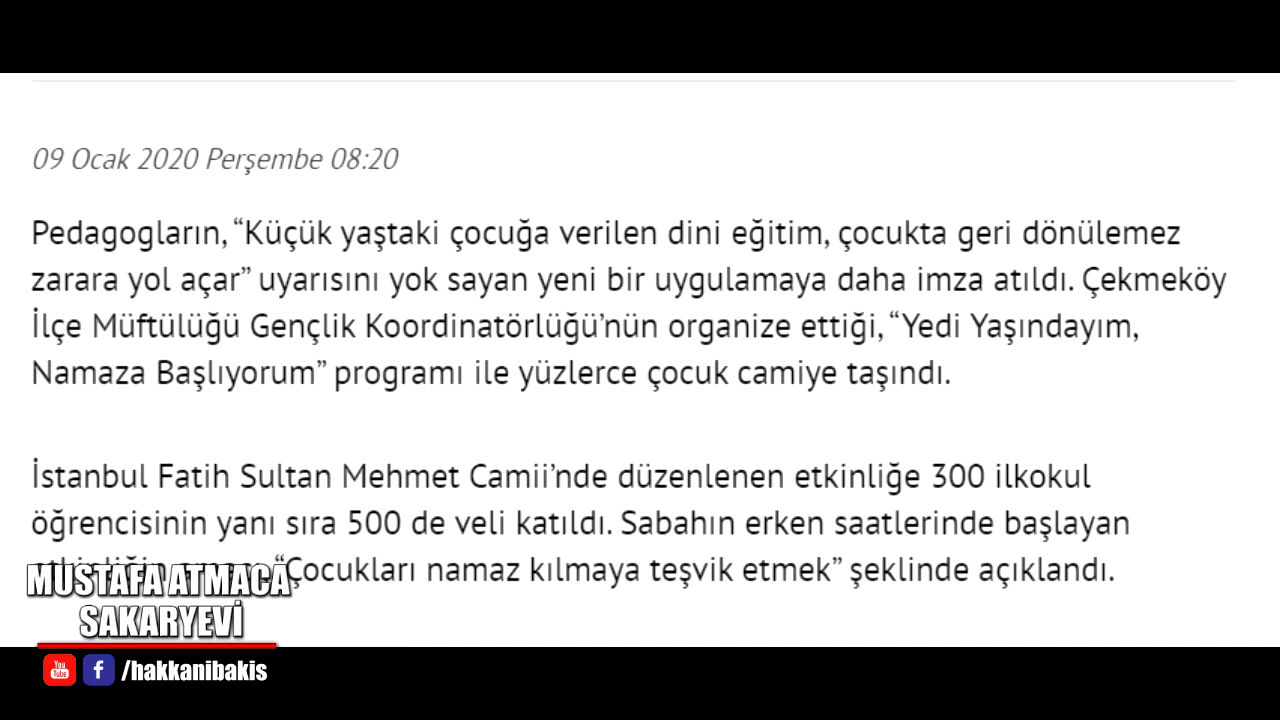 09 Ocak 2020 Perşembe 08:20
Pedagogların, “Küçük yaştaki çocuğa verilen dini eğitim, çocukta geri dönülemez
zarara yol açar” uyarısını yok sayan yeni bir uygulamaya daha imza atıldı. Çekmeköy
İlçe Müftülüğü Gençlik Koordinatörlüğü’nün organize ettiği, “Yedi Yaşındayım,
Namaza Başlıyorum” programı ile yüzlerce çocuk camiye taşındı.
İstanbul Fatih Sultan Mehmet Camii’nde düzenlenen etkinliğe 300 ilkokul
öğrencisinin yanı sıra 500 de veli katıldı. Sabahın erken saatlerinde başlayan
“Çocukları namaz kılmaya teşvik etmek” şeklinde açıklandı.
MUSTAFA ATMACA
SAKARYEVİ
You Tube f /hakkanibakis